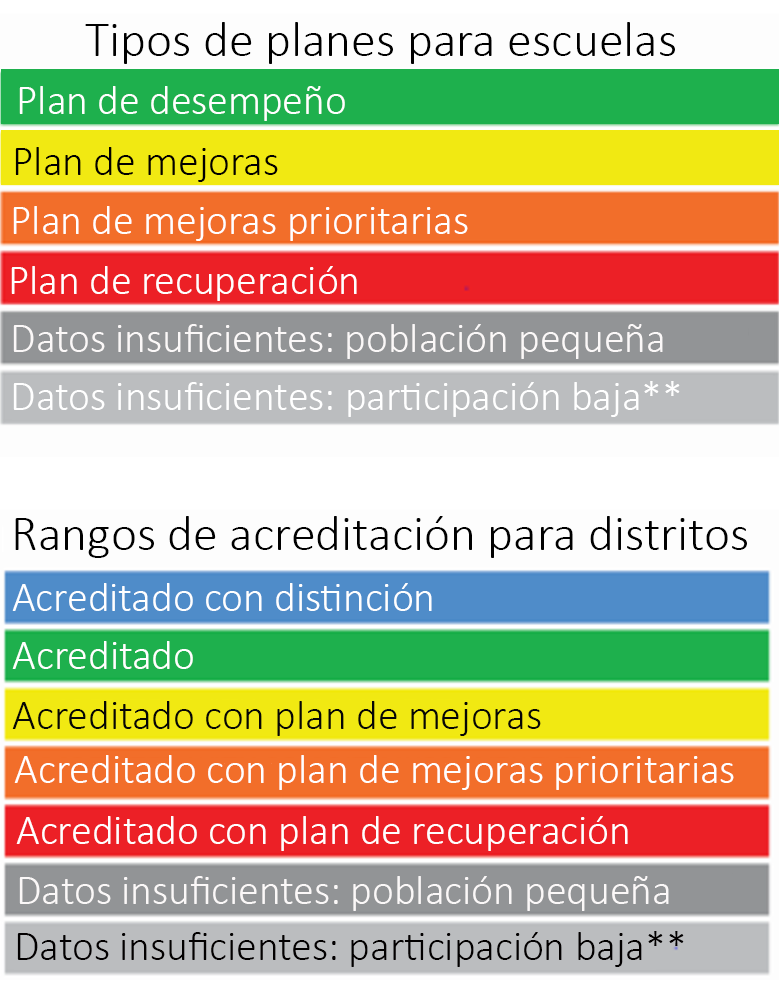 Tipos de planes para escuelas
Plan de desempeño
Plan de mejoras
Plan de mejoras prioritarias
Plan de recuperación
Datos insuficientes: población pequeña
Datos insuficientes: participación baja**
Rangos de acreditación para distritos
Acreditado con distinción
Acreditado
Acreditado con plan de mejoras
Acreditado con plan de mejoras prioritarias
Acreditado con plan de recuperación
Datos insuficientes: población pequeña
Datos insuficientes: participación baja**